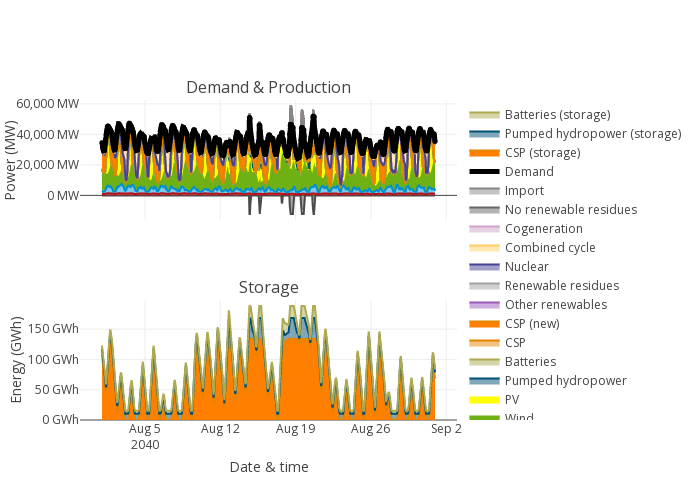 Demand & Production
60,000 MW
40,000 MW
20,000 MW
0 MW
Power (MW)
Storage
150 GWh
100 GWh
50 GWh
0 GWh
Energy (GWh)
Aug 5
2040
Aug 12
Aug 19
Aug 26
Sep 2
Date & time
Batteries (storage)
Pumped hydropower (storage)
CSP (storage)
Demand
Import
No renewable residues
Cogeneration
Combined cycle
Nuclear
Renewable residues
Other renewables
CSP (new)
CSP
Batteries
Pumped hydropower
PV
Wind